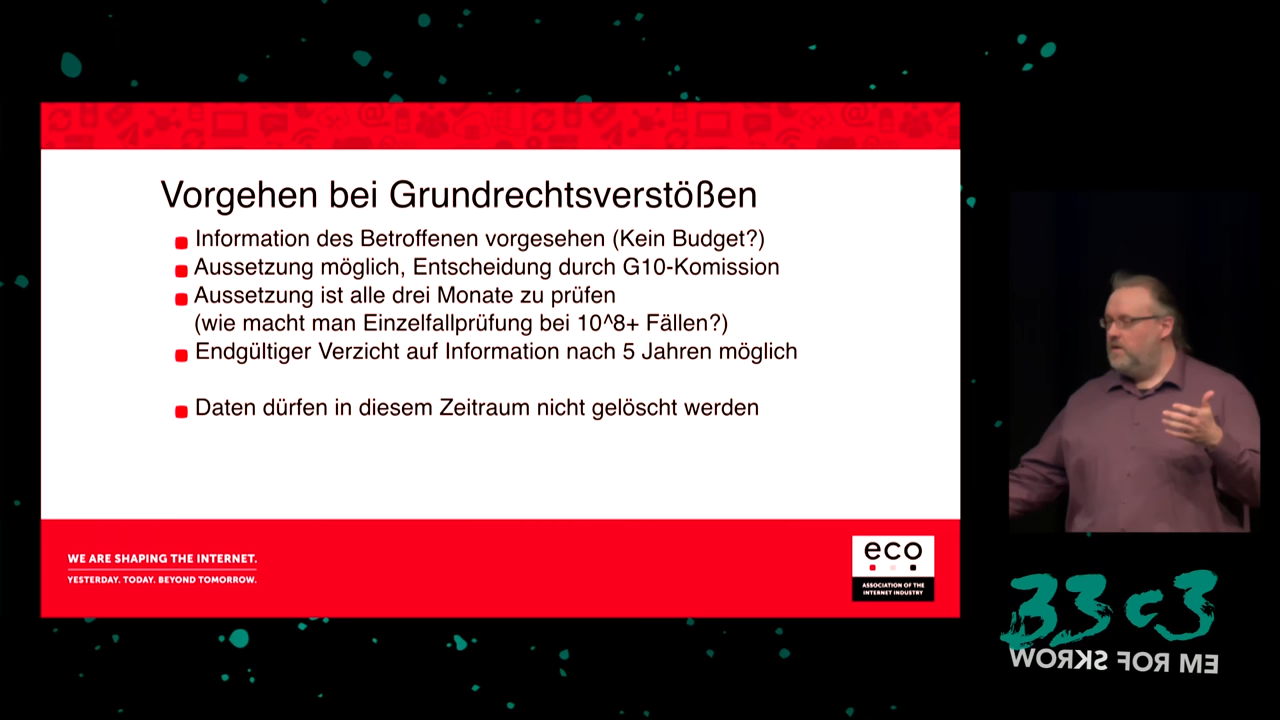 Vorgehen bei Grundrechtsverstößen
Information des Betroffenen vorgesehen (Kein Budget?)
Aussetzung möglich, Entscheidung durch G10-Komission
Aussetzung ist alle drei Monate zu prüfen
(wie macht man Einzelfallprüfung bei 10^8+ Fällen?)
Endgültiger Verzicht auf Information nach 5 Jahren möglich
Daten dürfen in diesem Zeitraum nicht gelöscht werden
WE ARE SHAPING THE INTERNET.
YESTERDAY. TODAY. BEYOND TOMORROW.
eco
ASSOCIATION OF THE
INTERNET INDUSTRY
33c3
WORKS FOR ME